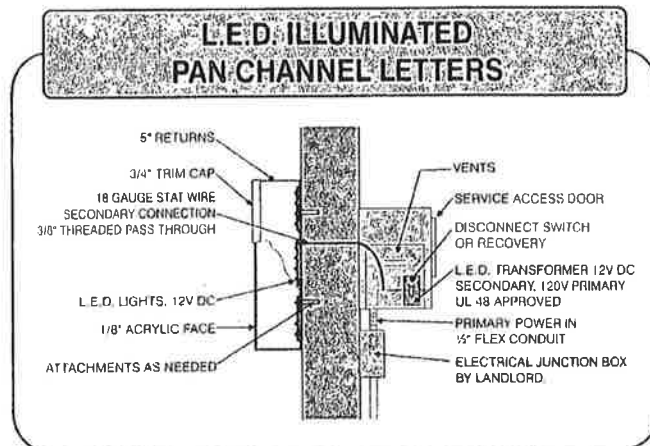 L.E.D. ILLUMINATED
PAN CHANNEL LETTERS
5" RETURNS
3/4" TRIM CAP
18 GAUGE STAT WIRE
SECONDARY CONNECTION
3/8" THREADED PASS THROUGH
L.E.D. LIGHTS, 12V DC
1/8" ACRYLIC FACE
ATTACHMENTS AS NEEDED
VENTS
SERVICE ACCESS DOOR
DISCONNECT SWITCH
OR RECOVERY
L.E.D. TRANSFORMER 12V DC
SECONDARY, 120V PRIMARY
UL 48 APPROVED
PRIMARY POWER IN
½" FLEX CONDUIT
ELECTRICAL JUNCTION BOX
BY LANDLORD.